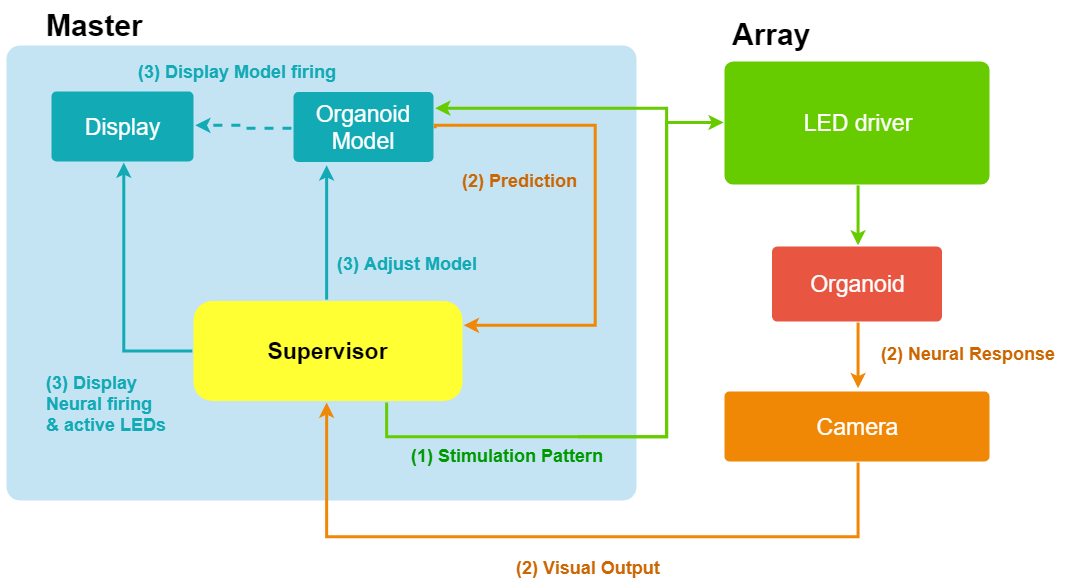 Master
Array
(3) Display Model firing
Display
Organoid
Model
LED driver
(2) Prediction
(3) Adjust Model
Organoid
Supervisor
(2) Neural Response
(3) Display
Neural firing
& active LEDs
Camera
(1) Stimulation Pattern
(2) Visual Output